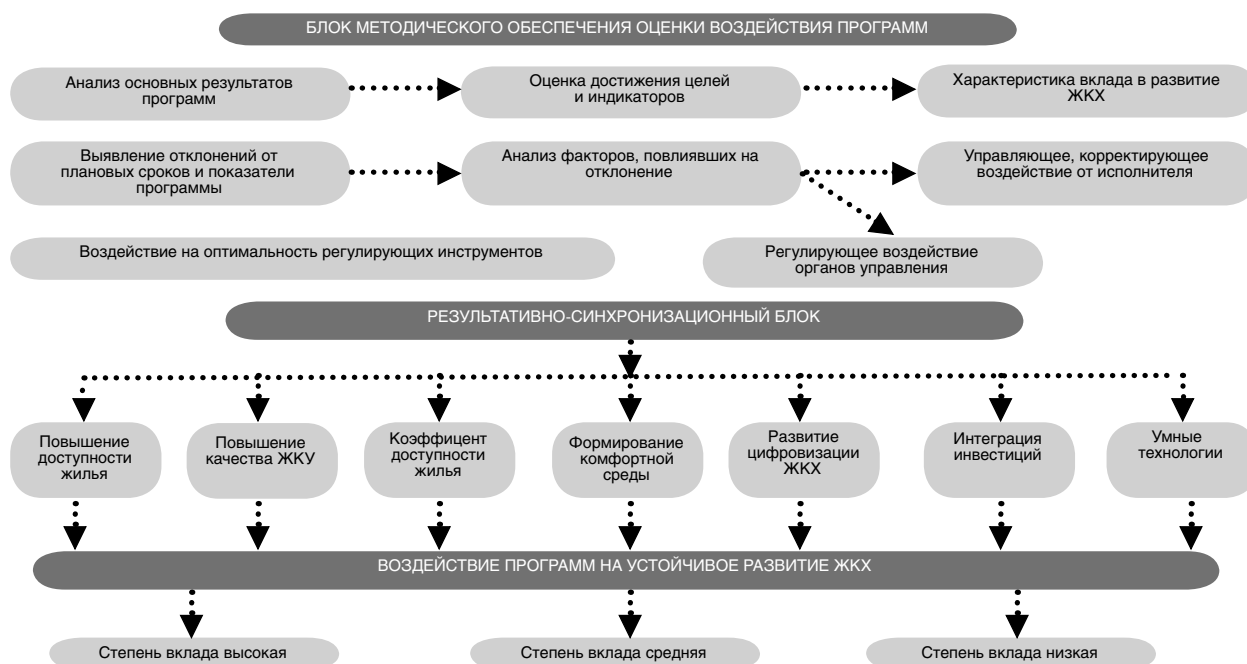 БЛОК МЕТОДИЧЕСКОГО ОБЕСПЕЧЕНИЯ ОЦЕНКИ ВОЗДЕЙСТВИЯ ПРОГРАММ
Анализ основных результатов
программ
Оценка достижения целей
и индикаторов
Характеристика вклада в развитие
ЖКХ
Выявление отклонений от
плановых сроков и показатели
программы
Анализ факторов, повлиявших на
отклонение
Управляющее, корректирующее
воздействие от исполнителя
Воздействие на оптимальность регулирующих инструментов
Регулирующее воздействие
органов управления
РЕЗУЛЬТАТИВНО-СИНХРОНИЗАЦИОННЫЙ БЛОК
Повышение
доступности
жилья
Повышение
качества ЖКУ
Коэффицент
доступности
жилья
Формирование
комфортной
среды
Развитие
цифровизации
ЖКХ
Интеграция
инвестиций
Умные
технологии
ВОЗДЕЙСТВИЕ ПРОГРАММ НА УСТОЙЧИВОЕ РАЗВИТИЕ ЖКХ
Степень вклада высокая
Степень вклада средняя
Степень вклада низкая